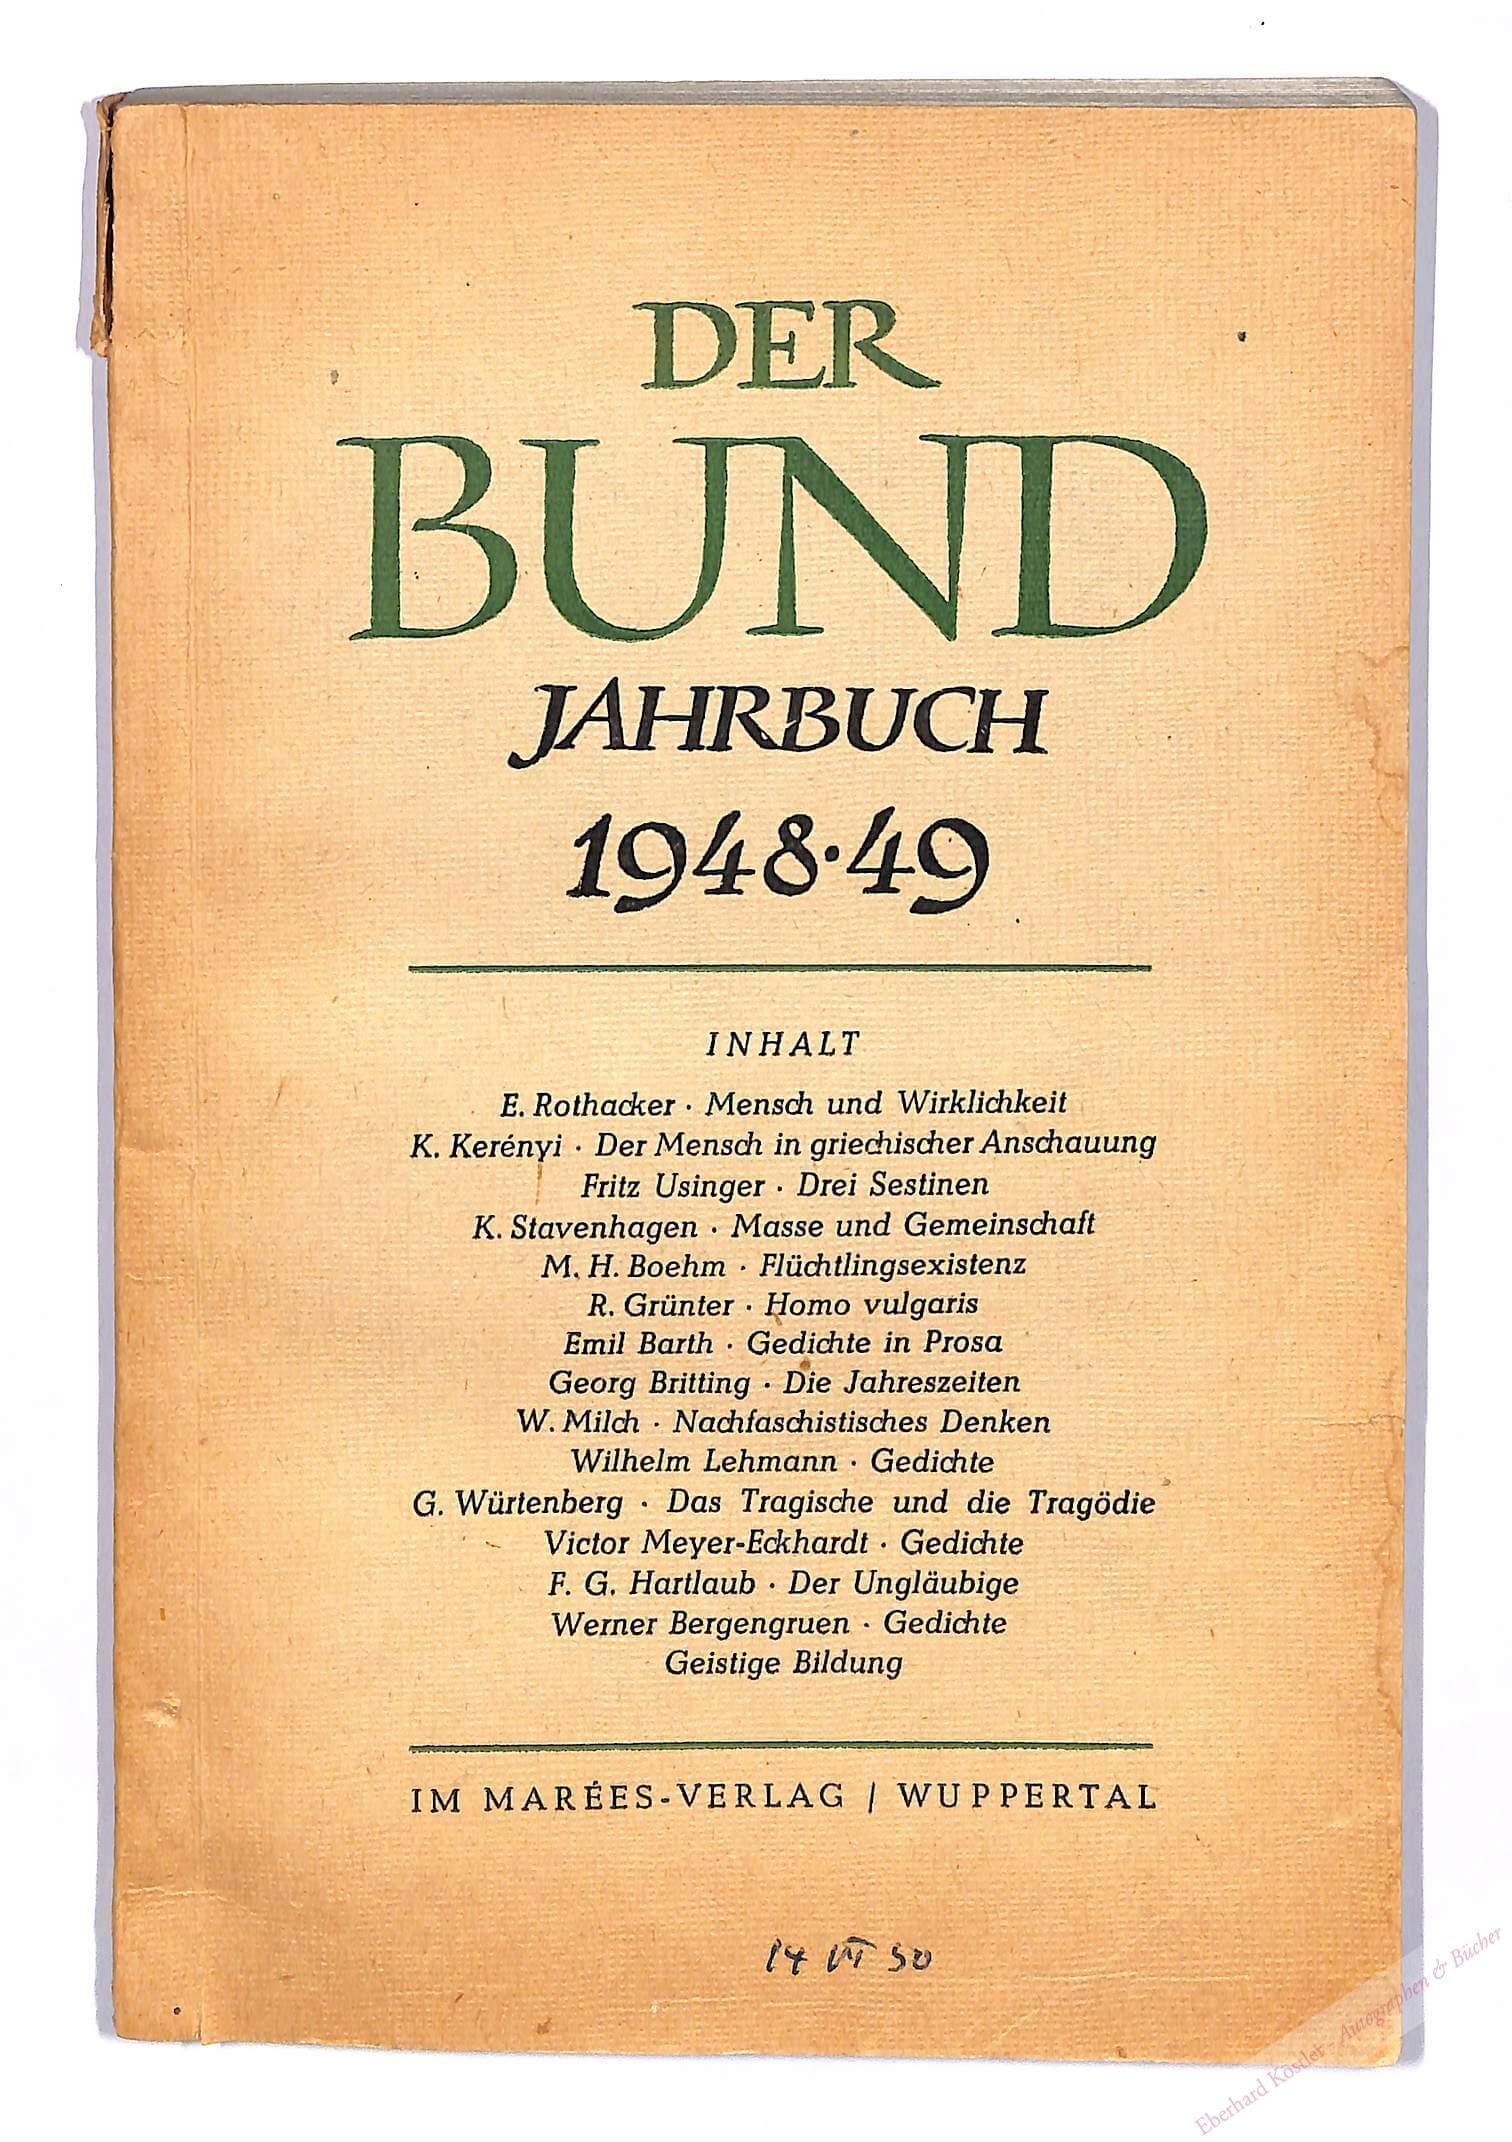 DER
BUND
JAHRBUCH
1948·49
INHALT
E. Rothacker · Mensch und Wirklichkeit
K. Kerényi · Der Mensch in griechischer Anschauung
Fritz Usinger · Drei Sestinen
K. Stavenhagen · Masse und Gemeinschaft
M. H. Boehm · Flüchtlingsexistenz
R. Grünter · Homo vulgaris
Emil Barth · Gedichte in Prosa
Georg Britting · Die Jahreszeiten
W. Milch · Nachfaschistisches Denken
Wilhelm Lehmann · Gedichte
G. Würtenberg · Das Tragische und die Tragödie
Victor Meyer-Eckhardt · Gedichte
F. G. Hartlaub · Der Ungläubige
Werner Bergengruen · Gedichte
Geistige Bildung
IM MARÉES-VERLAG / WUPPERTAL
14 VI 50
Eberhard Köstler - Autographen & Bücher